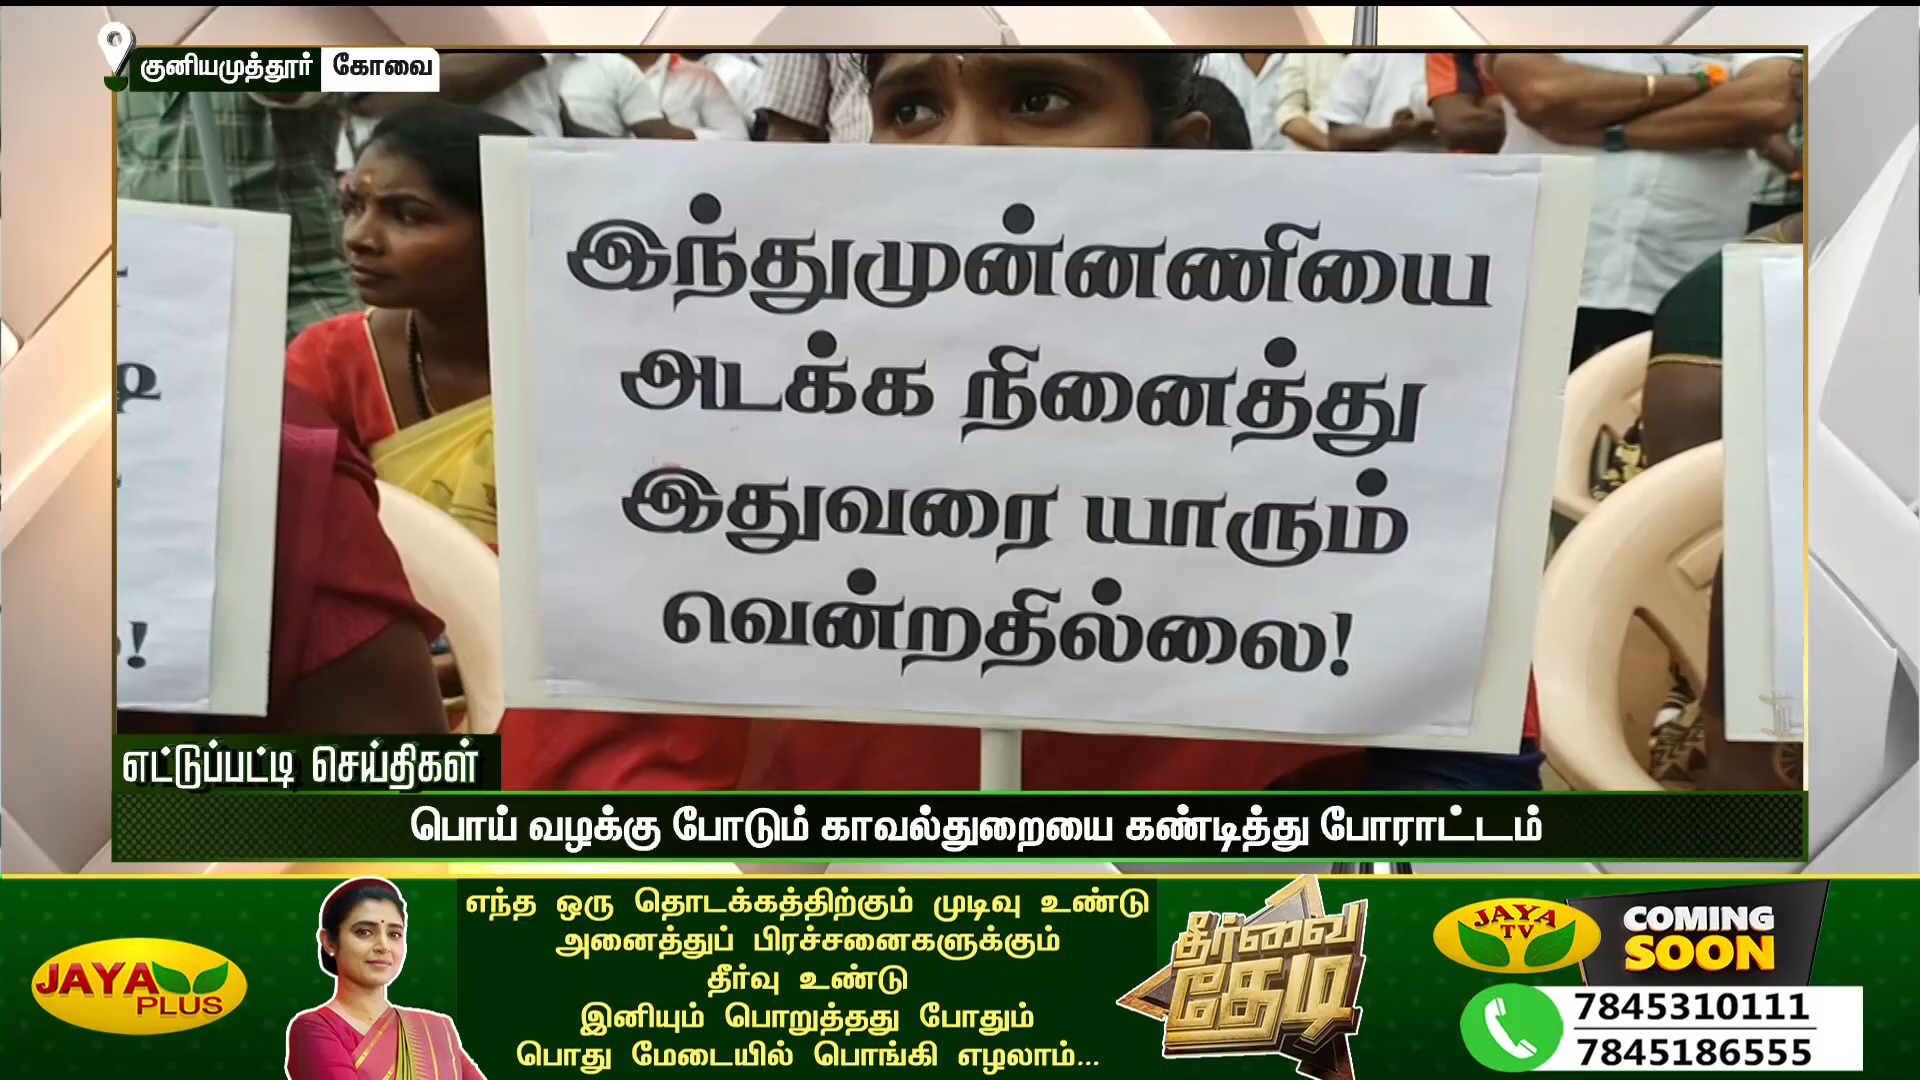 குனியமுத்தூர் கோவை
இந்துமுன்னணியை
அடக்க நினைத்து
இதுவரை யாரும்
வென்றதில்லை!
எட்டுப்பட்டி செய்திகள்
பொய் வழக்கு போடும் காவல்துறையை கண்டித்து போராட்டம்
JAYA
PLUS
எந்த ஒரு தொடக்கத்திற்கும் முடிவு உண்டு
அனைத்துப் பிரச்சனைகளுக்கும்
தீர்வு உண்டு
இனியும் பொறுத்தது போதும்
பொது மேடையில் பொங்கி எழலாம்...
தீர்வை
தேடி
JAYA
TV
COMING
SOON
7845310111
7845186555